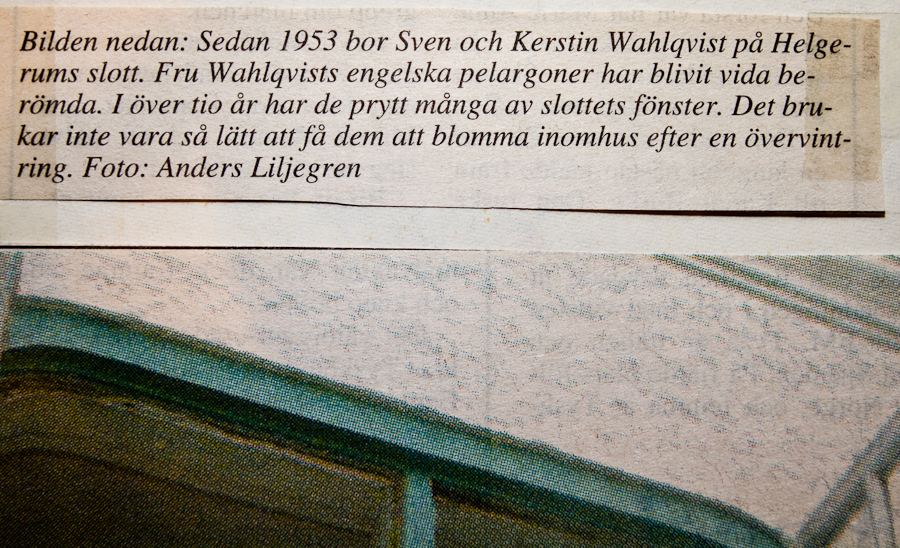 Bilden nedan: Sedan 1953 bor Sven och Kerstin Wahlqvist på Helge-
rums slott. Fru Wahlqvists engelska pelargoner har blivit vida be-
römda. I över tio år har de prytt många av slottets fönster. Det bru-
kar inte vara så lätt att få dem att blomma inomhus efter en övervint-
ring. Foto: Anders Liljegren